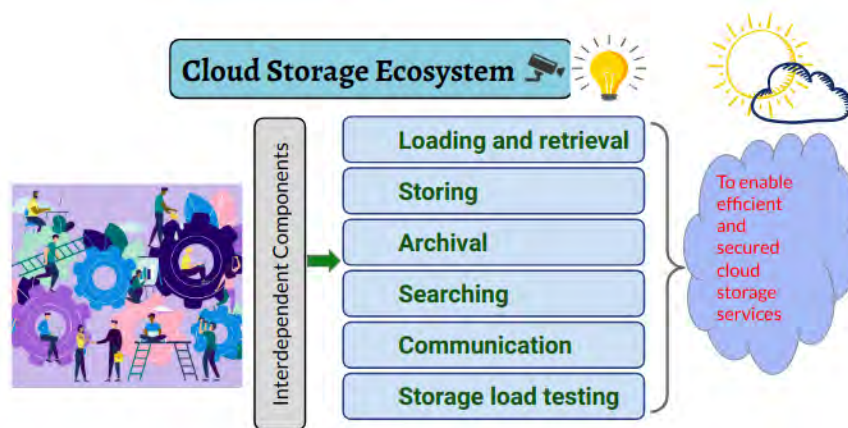 Cloud Storage Ecosystem
Interdependent Components
Loading and retrieval
Storing
Archival
Searching
Communication
Storage load testing
To enable
efficient
and
secured
cloud
storage
services